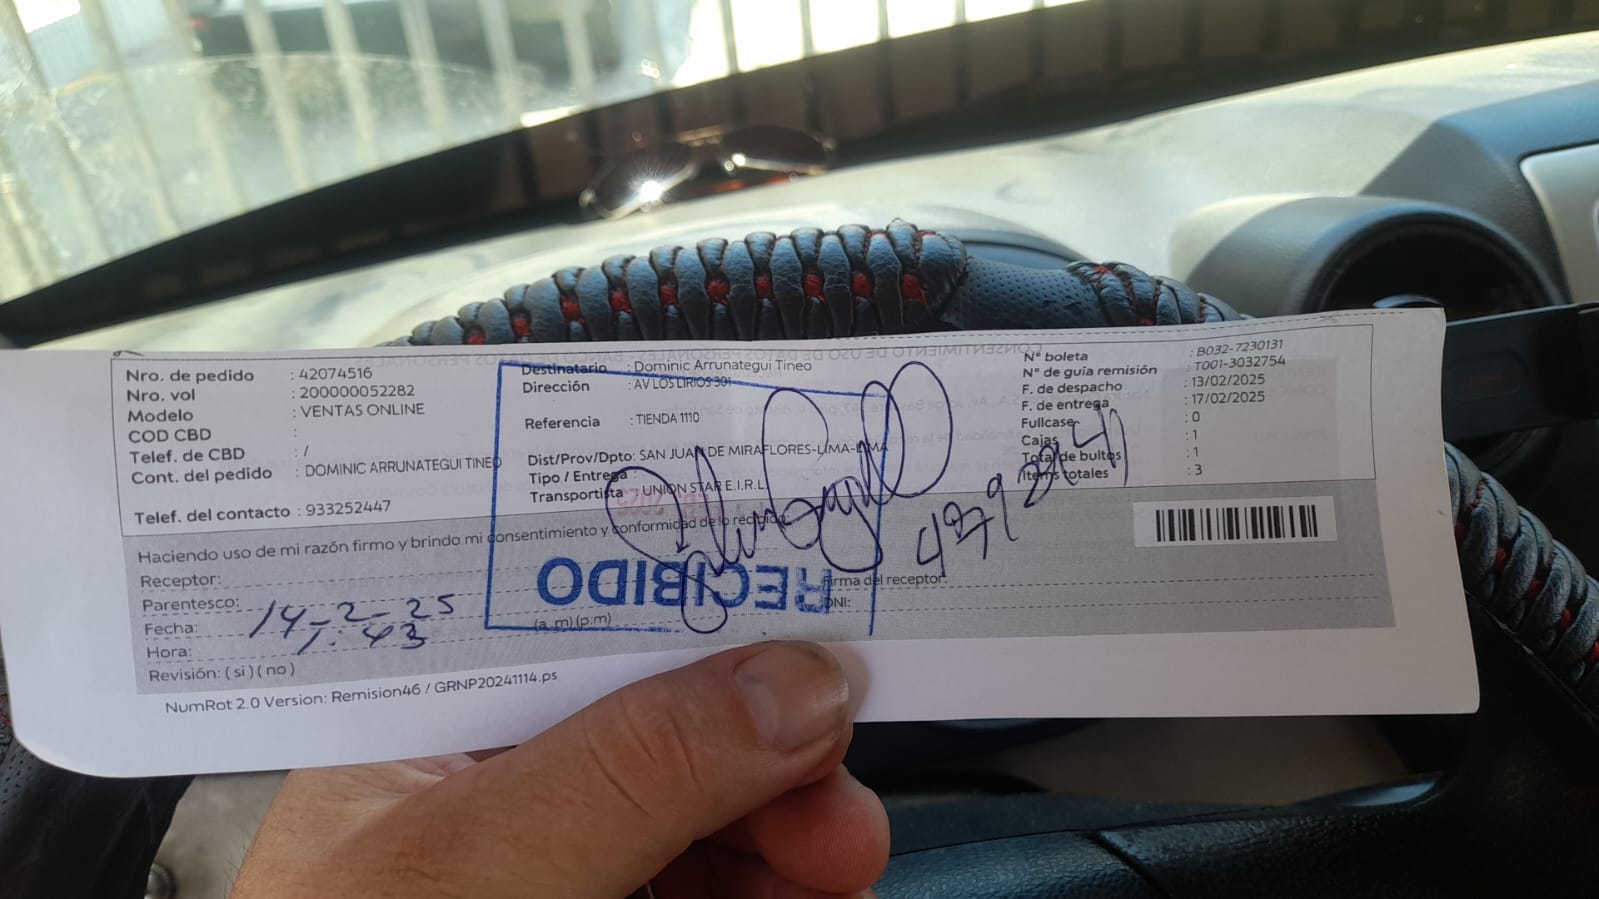 Nro. de pedido : 42074516
Nro. vol : 200000052282
Modelo : VENTAS ONLINE
COD CBD :
Telef. de CBD : /
Cont. del pedido : DOMINIC ARRUNATEGUI TINEO
Telef. del contacto : 933252447
Destinatario : Dominic Arrunategui Tineo
Dirección : AV LOS LIRIOS 301
Referencia : TIENDA 1110
Dist/Prov/Dpto: SAN JUAN DE MIRAFLORES-LIMA-LIMA
Tipo / Entrega :
Transportista : UNION STAR E.I.R.L.
N° boleta : B032-7230131
N° de guía remisión : T001-3032754
F. de despacho : 13/02/2025
F. de entrega : 17/02/2025
Fullcase : 0
Cajas : 1
Total de bultos : 1
Items totales : 3
Haciendo uso de mi razón firmo y brindo mi consentimiento y conformidad de lo recibido:
Receptor:
Parentesco:
Fecha: 14-2-25
Hora: 1:43
(a.m) (p.m)
Revisión: ( si ) ( no )
Firma del receptor:
DNI:
RECIBIDO
NumRot 2.0 Version: Remision46 / GRNP20241114.ps